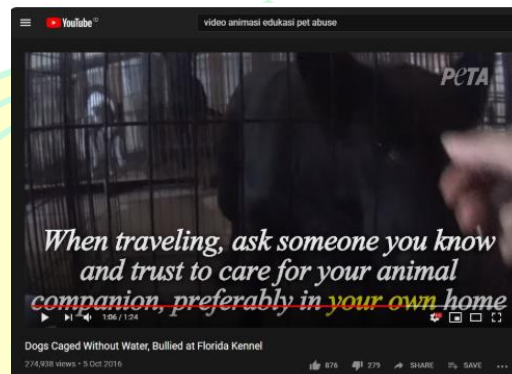 YouTube
video animasi edukasi pet abuse
PETA
When traveling, ask someone you know
and trust to care for your animal
companion, preferably in your own home
1:06 / 1:24
Dogs Caged Without Water, Bullied at Florida Kennel
274,938 views • 5 Oct 2016
876
279
SHARE
SAVE